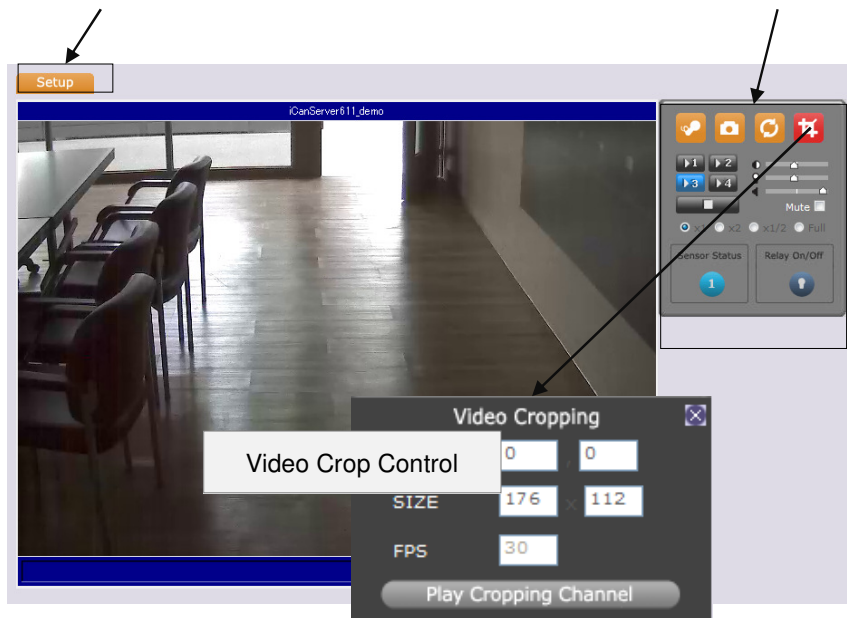 Setup
iCanServer611_demo
1 2
3 4
Mute
x1 x2 x1/2 Full
Sensor Status Relay On/Off
1
Video Cropping
Video Crop Control
0 , 0
SIZE 176 x 112
FPS 30
Play Cropping Channel